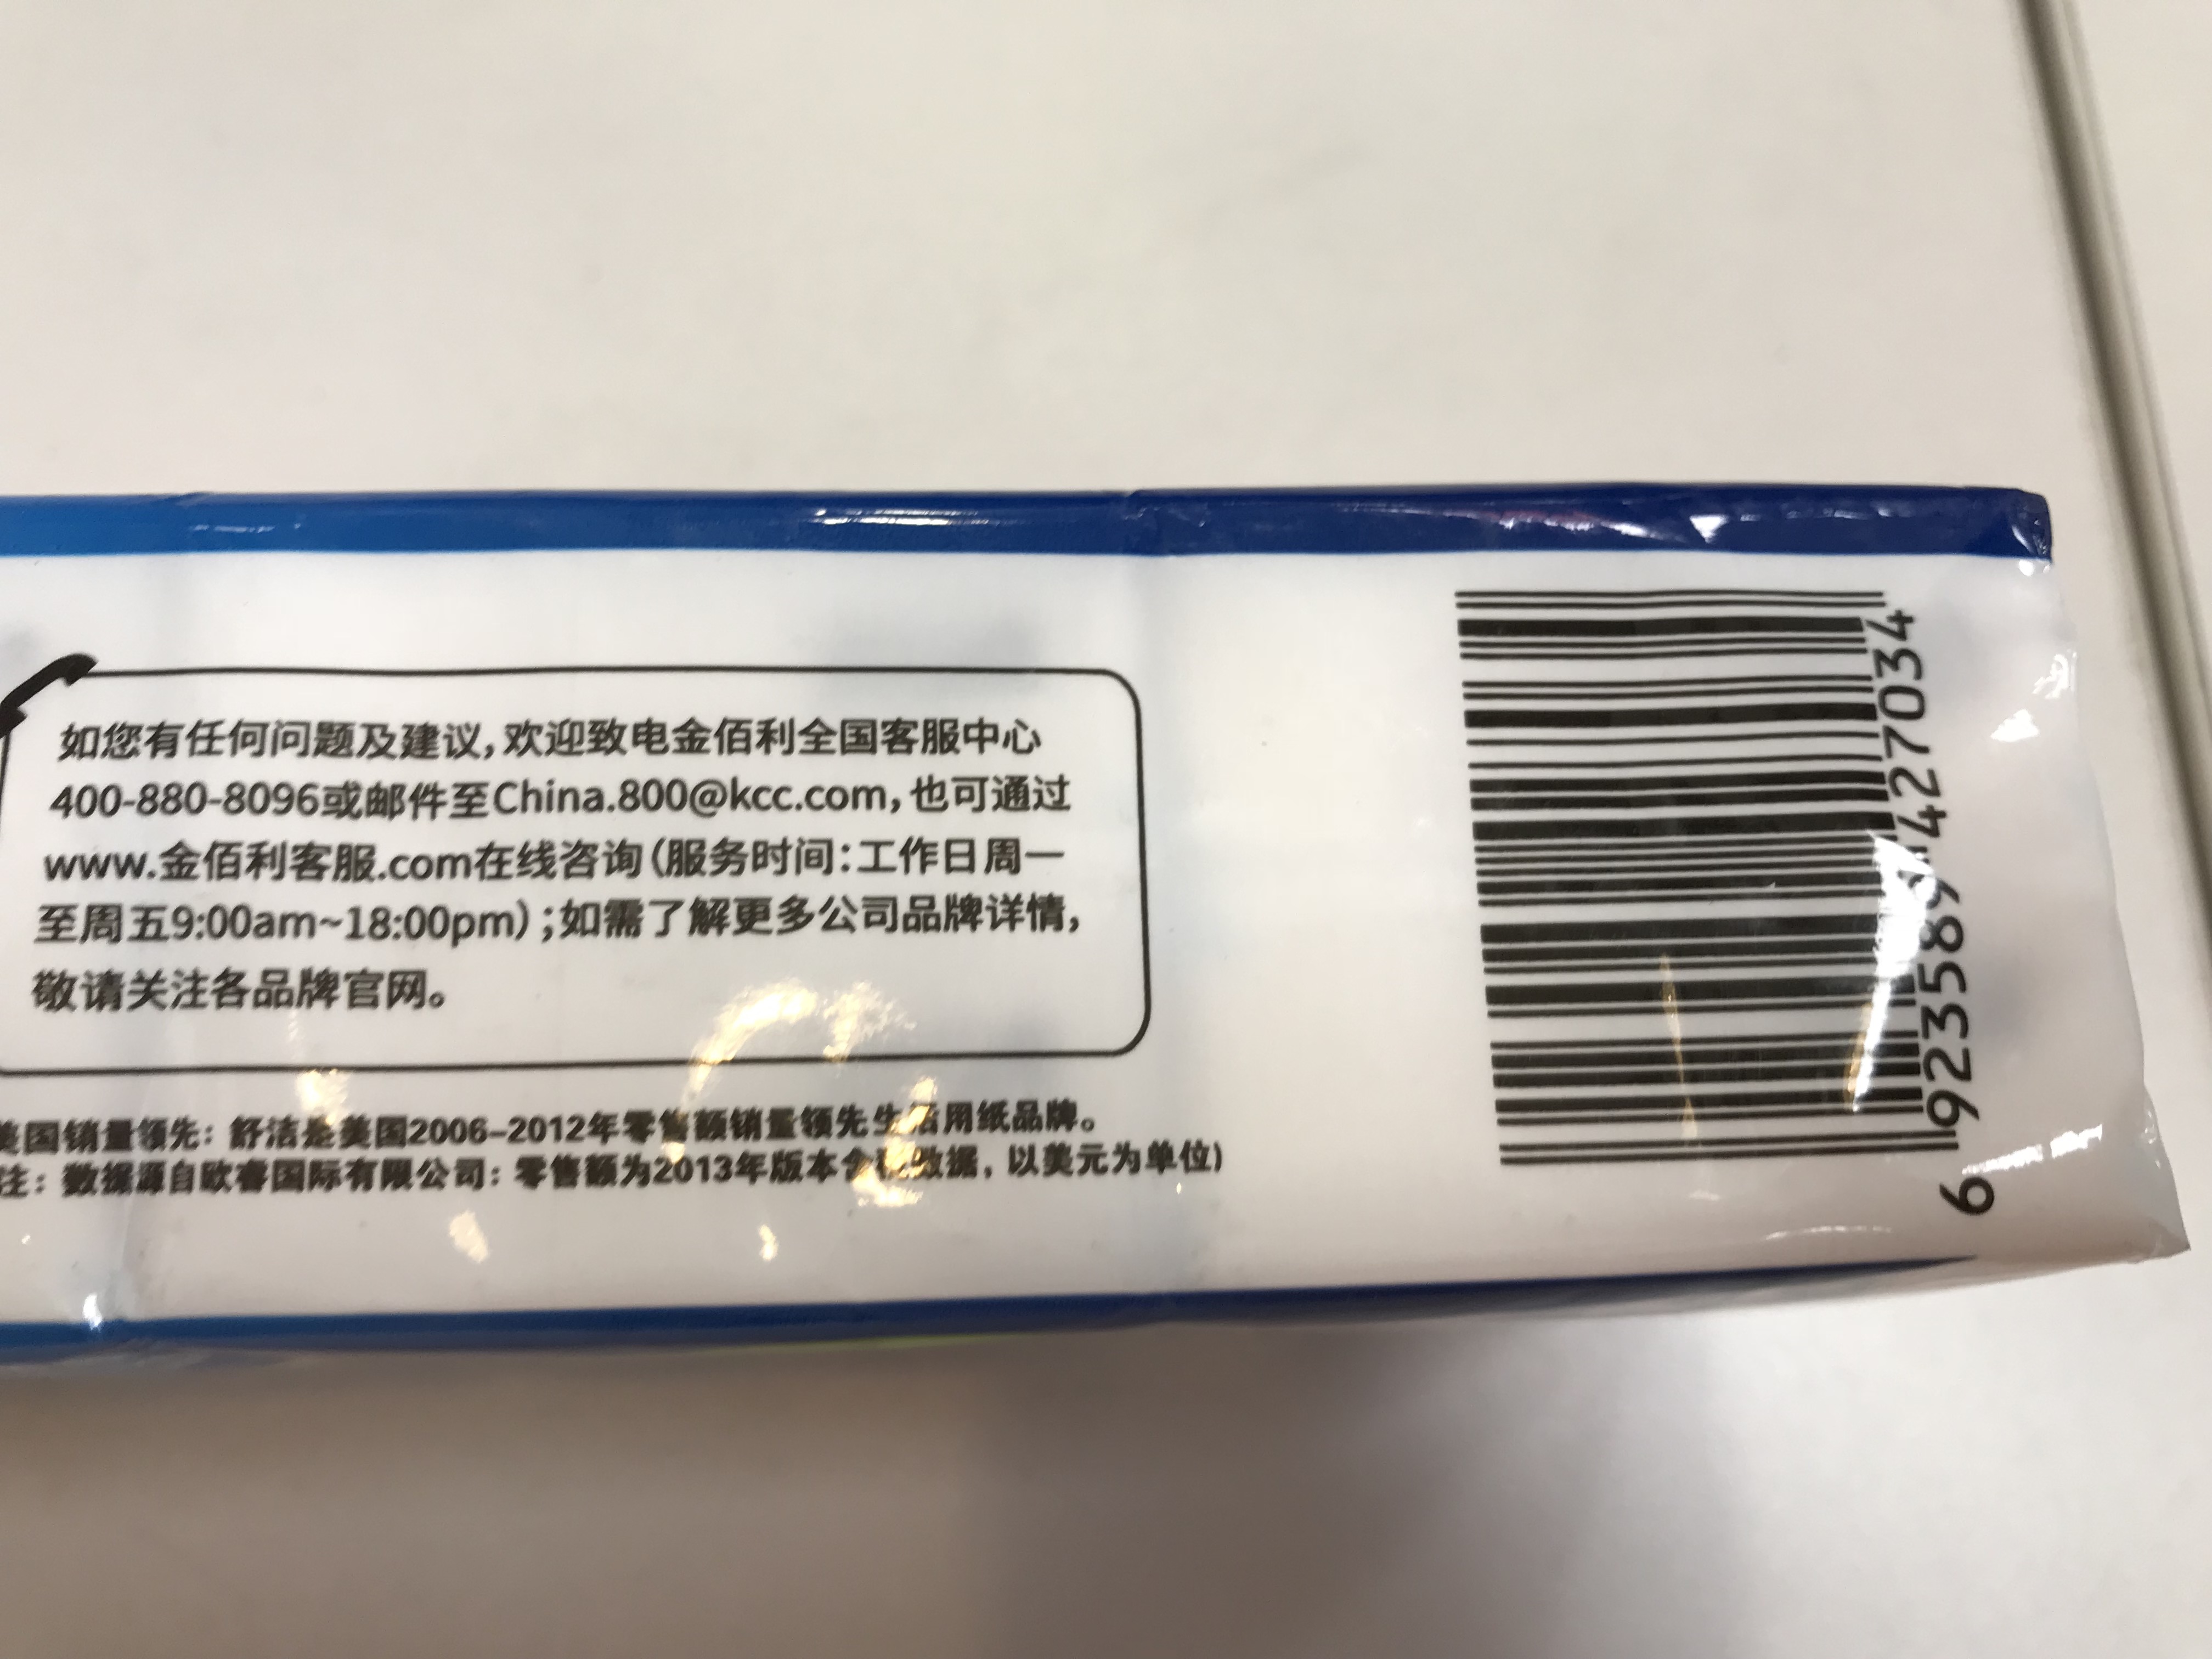 如您有任何问题及建议,欢迎致电金佰利全国客服中心
400-880-8096或邮件至China.800@kcc.com,也可通过
www.金佰利客服.com在线咨询(服务时间:工作日周一
至周五9:00am~18:00pm);如需了解更多公司品牌详情,
敬请关注各品牌官网。
美国销量领先：舒洁是美国2006–2012年零售额销量领先生活用纸品牌。
注：数据源自欧睿国际有限公司：零售额为2013年版本含税数据，以美元为单位)
6 923589 427034